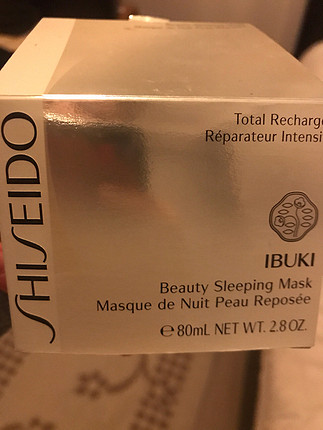 SHISEIDO
Total Recharge
Réparateur Intensi
IBUKI
Beauty Sleeping Mask
Masque de Nuit Peau Reposée
℮80mL NET WT. 2.8 OZ.